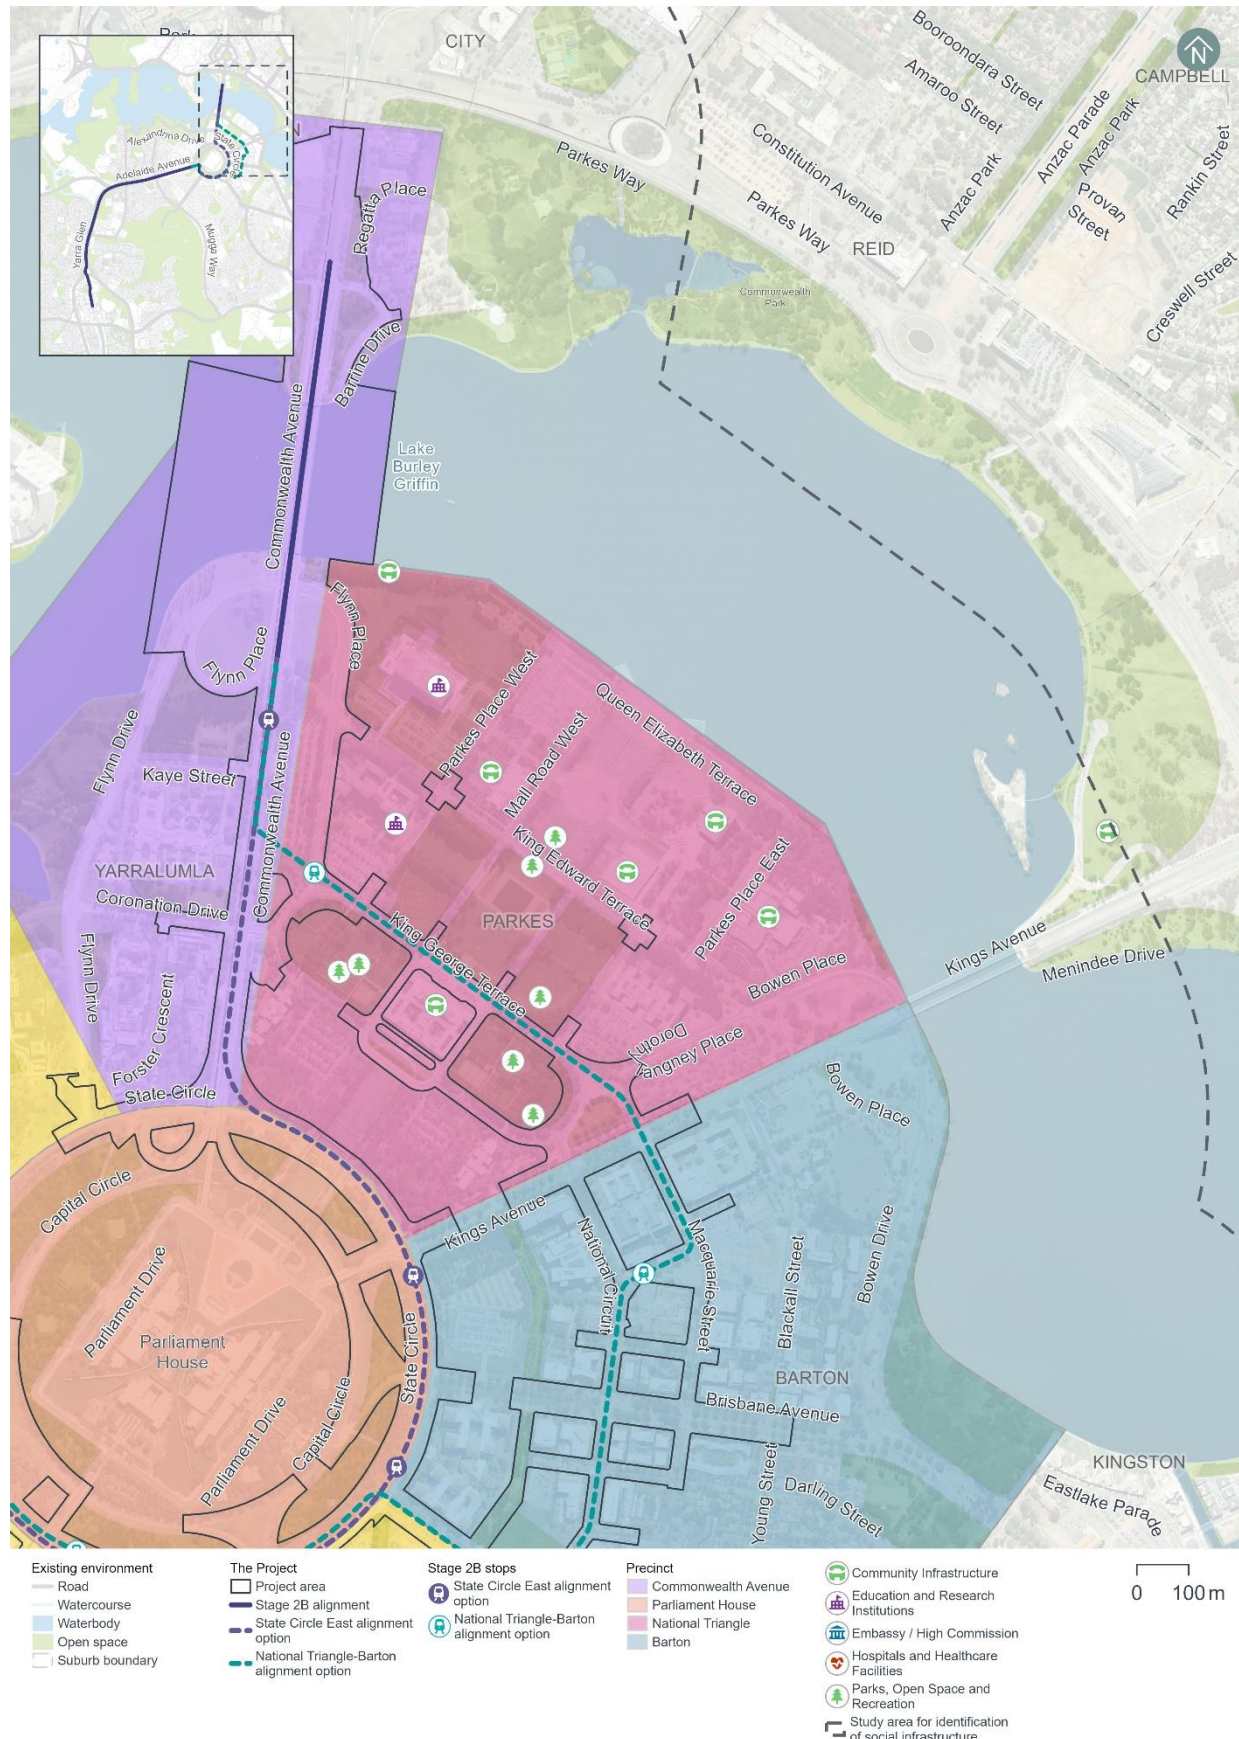 CITY
N
CAMPBELL
Booroondara Street
Amaroo Street
Anzac Parade
Anzac Park
Anzac Park
Constitution Avenue
Provan
Street
Rankin Street
Creswell Street
Parkes Way
Parkes Way
REID
Commonwealth
Park
Alexandrina Drive
State Circle
Adelaide Avenue
Yarra Glen
Mugga Way
Regatta Place
Barrine Drive
Commonwealth Avenue
Lake
Burley
Griffin
Flynn Place
Flynn Place
Flynn Drive
Kaye Street
Commonwealth Avenue
Parkes Place West
Mall Road West
Queen Elizabeth Terrace
King Edward Terrace
Parkes Place East
YARRALUMLA
Coronation Drive
PARKES
King George Terrace
Bowen Place
Kings Avenue
Menindee Drive
Flynn Drive
Forster Crescent
State Circle
Dorothy
Tangney Place
Bowen Place
Capital Circle
Kings Avenue
National Circuit
Macquarie Street
Blackall Street
Bowen Drive
Parliament Drive
Parliament
House
State Circle
BARTON
Brisbane Avenue
Parliament Drive
Capital Circle
Young Street
Darling Street
KINGSTON
Eastlake Parade
Existing environment
Road
Watercourse
Waterbody
Open space
Suburb boundary
The Project
Project area
Stage 2B alignment
State Circle East alignment
option
National Triangle-Barton
alignment option
Stage 2B stops
State Circle East alignment
option
National Triangle-Barton
alignment option
Precinct
Commonwealth Avenue
Parliament House
National Triangle
Barton
Community Infrastructure
Education and Research
Institutions
Embassy / High Commission
Hospitals and Healthcare
Facilities
Parks, Open Space and
Recreation
Study area for identification
of social infrastructure
0 100 m